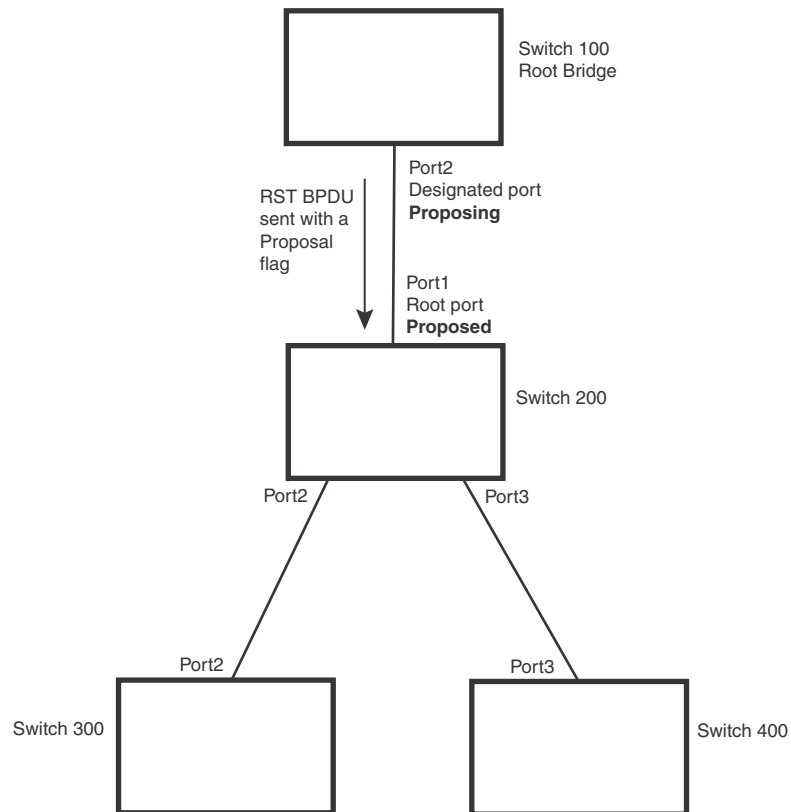 Switch 100
Root Bridge
Port2
Designated port
Proposing
RST BPDU
sent with a
Proposal
flag
Port1
Root port
Proposed
Switch 200
Port2
Port3
Port2
Port3
Switch 300
Switch 400